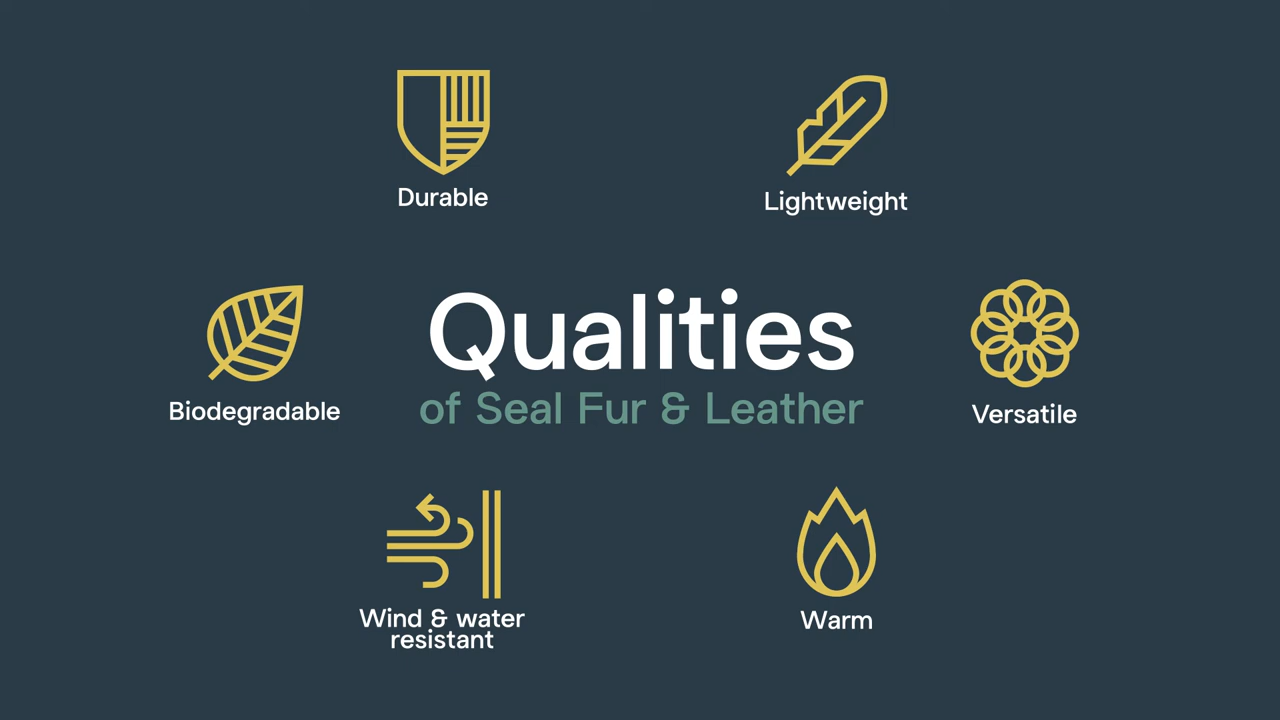 Durable
Lightweight
Qualities
of Seal Fur & Leather
Biodegradable
Versatile
Wind & water
resistant
Warm